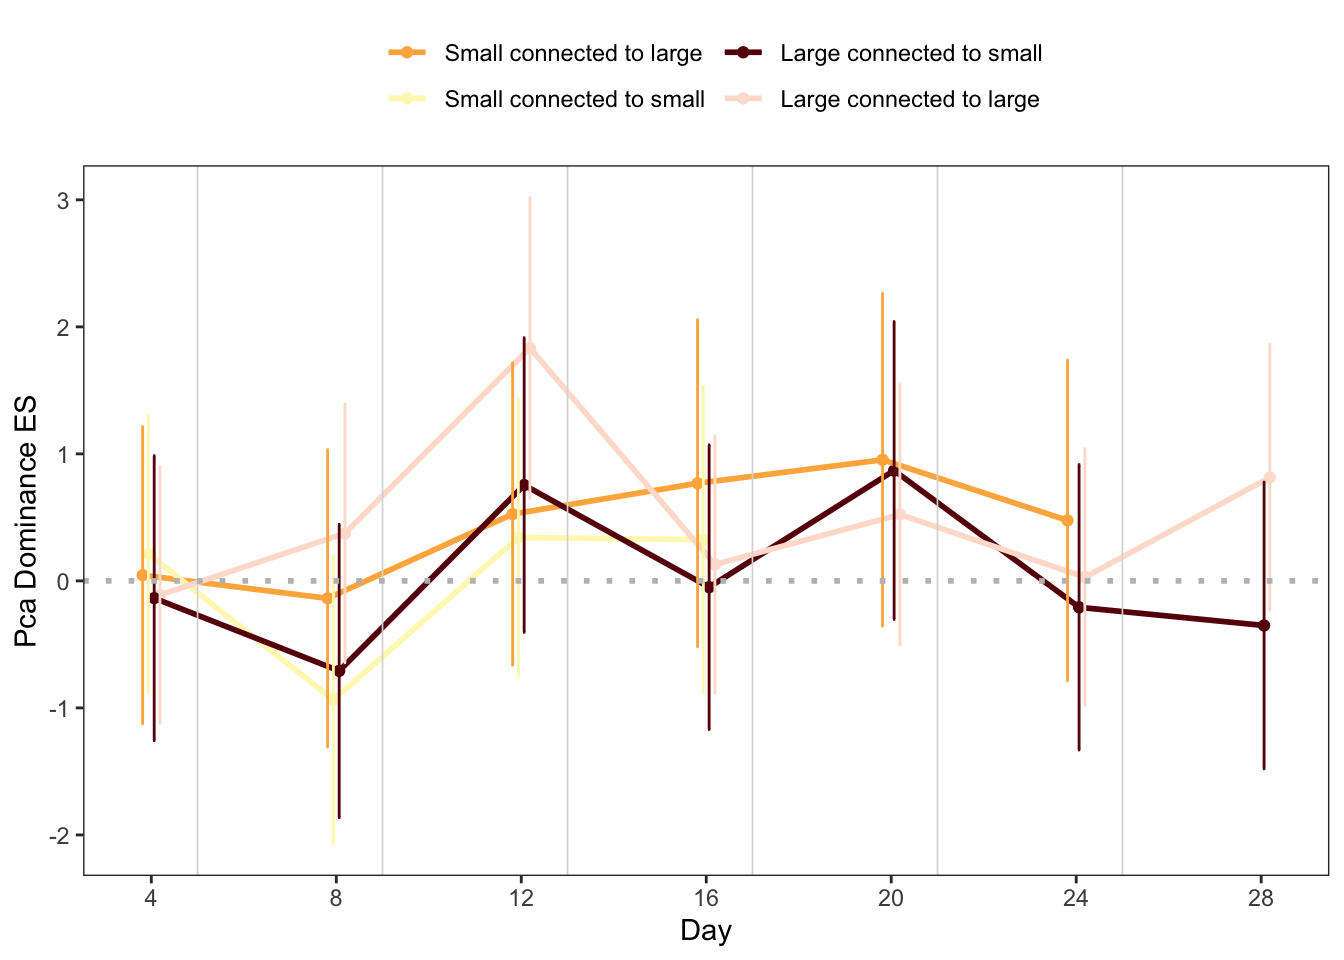 Small connected to large
Large connected to small
Small connected to small
Large connected to large
Pca Dominance ES
3
2
1
0
-1
-2
4 8 12 16 20 24 28
Day